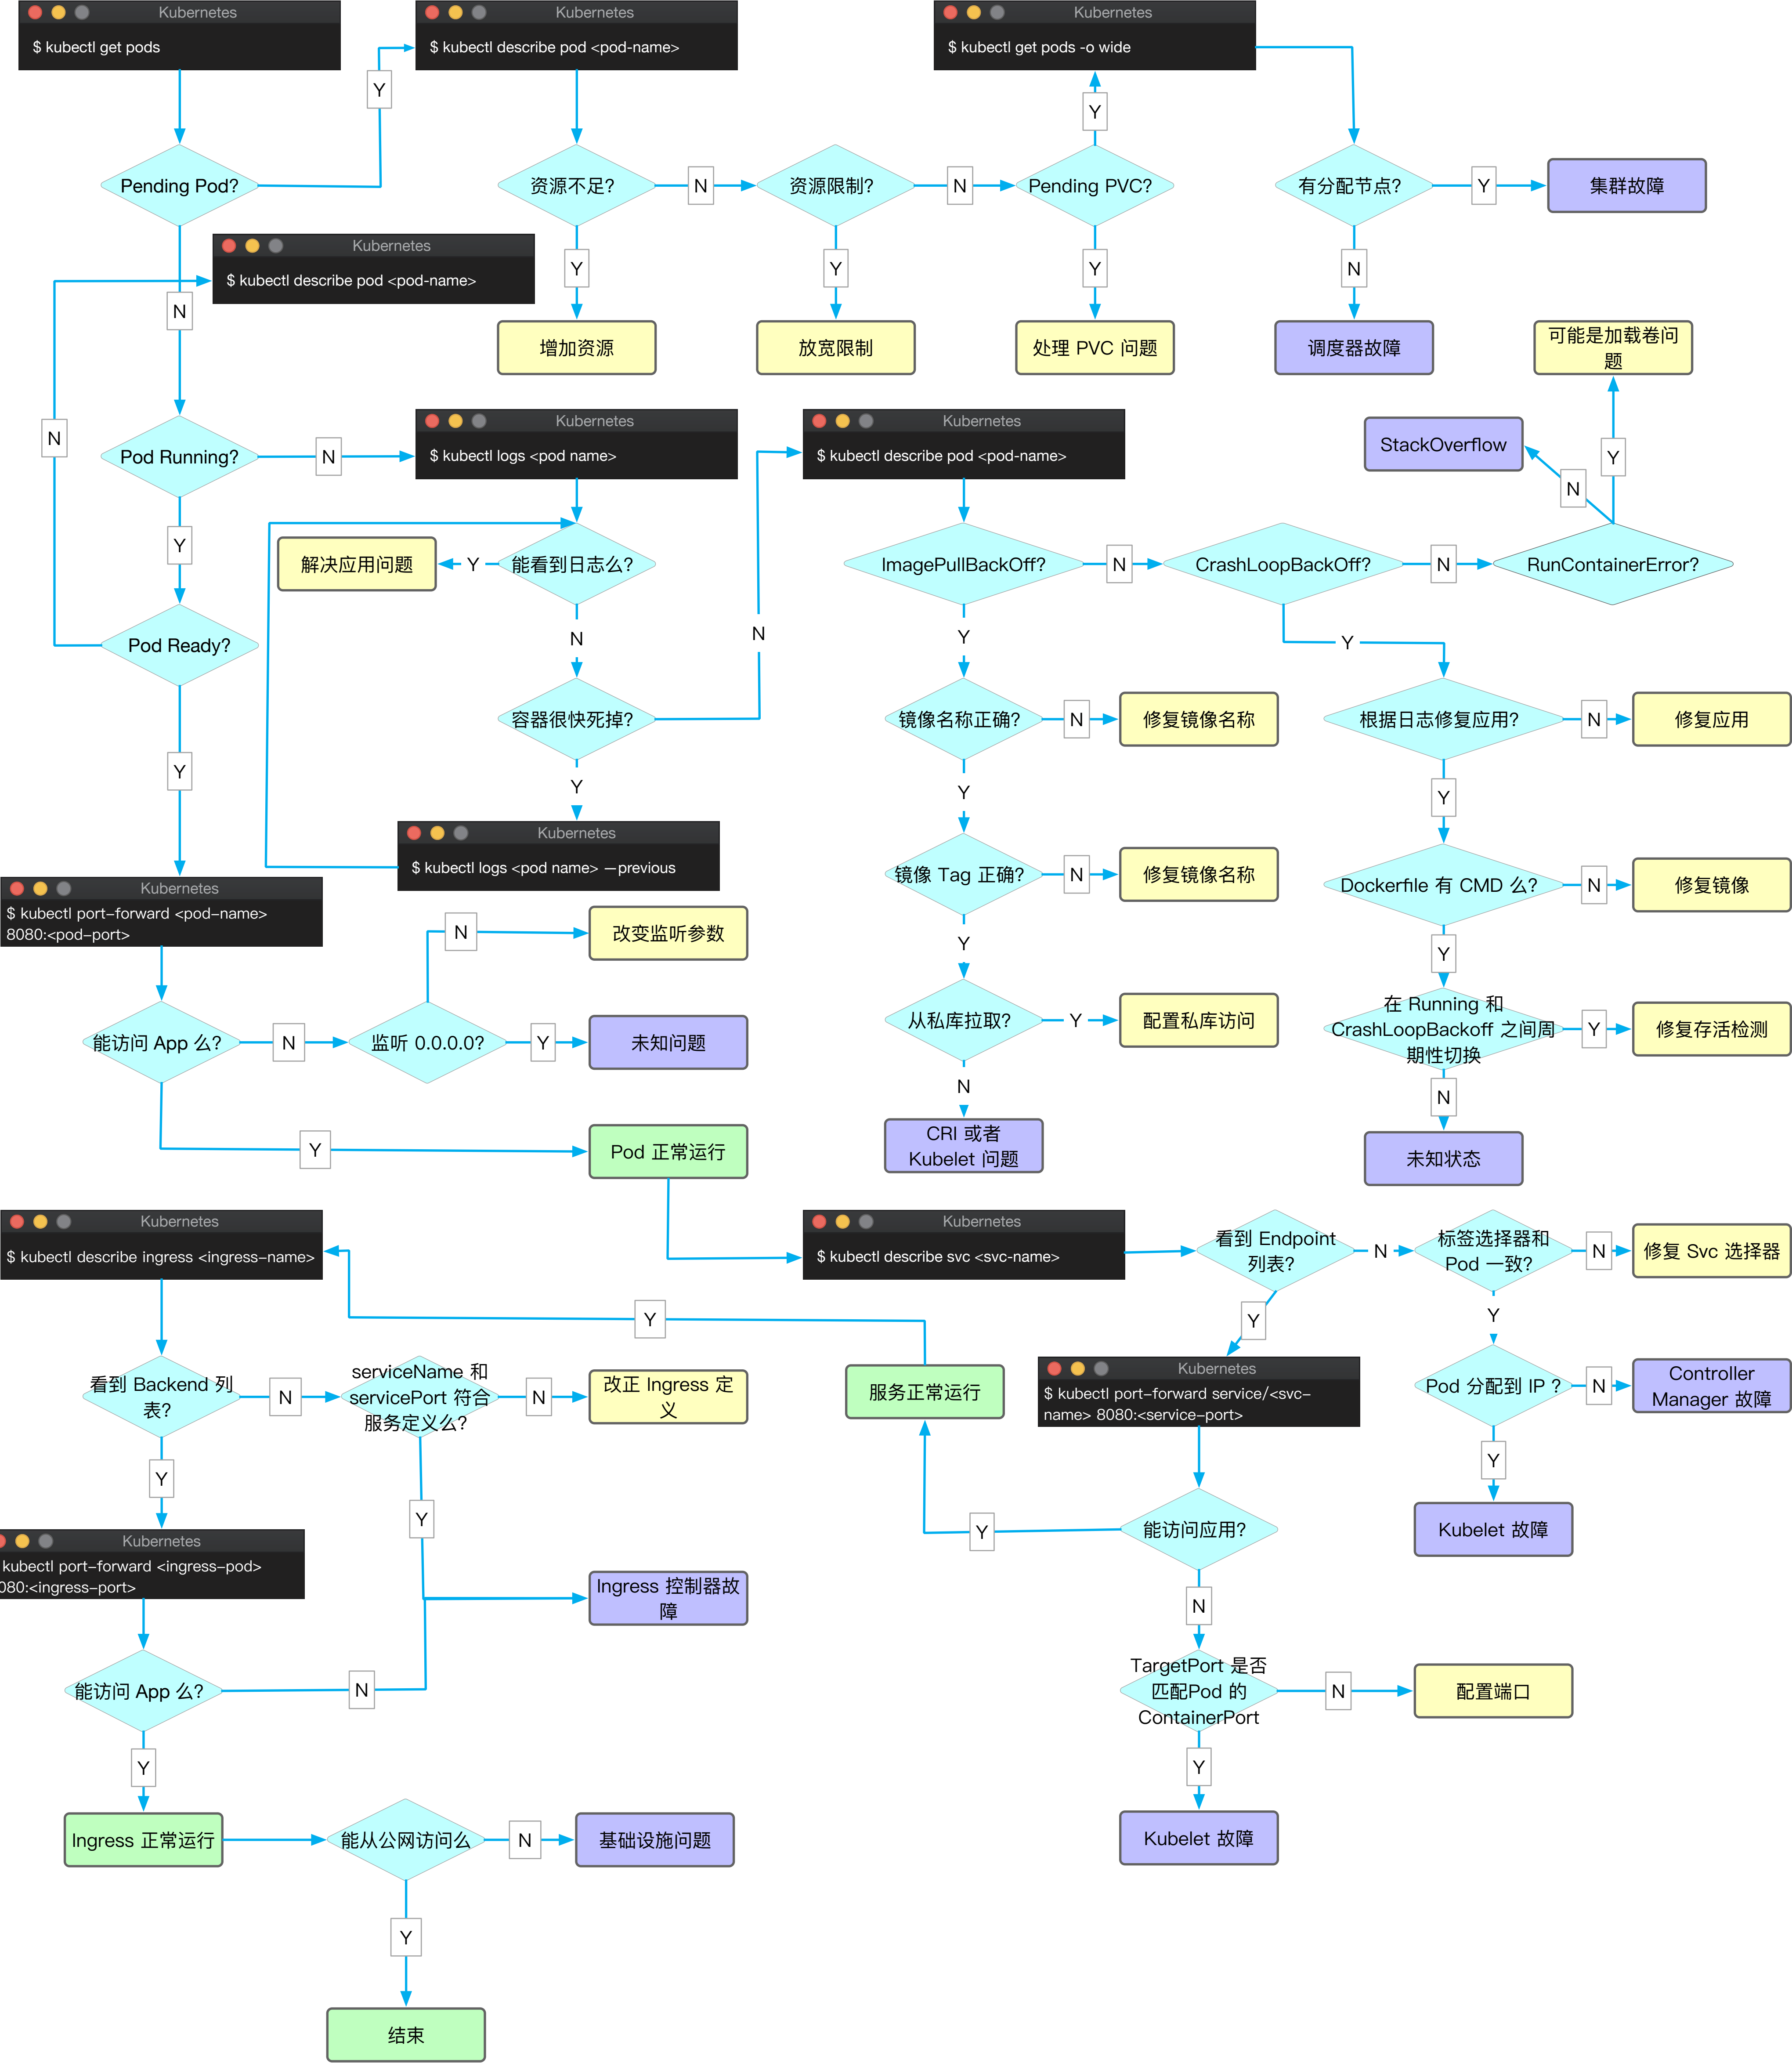 Kubernetes
$ kubectl get pods
Kubernetes
$ kubectl describe pod <pod-name>
Kubernetes
$ kubectl get pods -o wide
Y
Y
Pending Pod?
资源不足?
N
资源限制?
N
Pending PVC?
有分配节点?
Y
集群故障
Kubernetes
$ kubectl describe pod <pod-name>
N
Y
Y
Y
N
增加资源
放宽限制
处理 PVC 问题
调度器故障
可能是加载卷问
题
N
Kubernetes
$ kubectl logs <pod name>
Kubernetes
$ kubectl describe pod <pod-name>
StackOverflow
Y
N
Pod Running?
N
Y
解决应用问题
Y
能看到日志么?
ImagePullBackOff?
N
CrashLoopBackOff?
N
RunContainerError?
Pod Ready?
N
N
Y
Y
容器很快死掉?
镜像名称正确?
N
修复镜像名称
根据日志修复应用?
N
修复应用
Y
Y
Y
Y
Kubernetes
$ kubectl logs <pod name> —previous
镜像 Tag 正确?
N
修复镜像名称
Dockerfile 有 CMD 么?
N
修复镜像
Kubernetes
$ kubectl port-forward <pod-name>
8080:<pod-port>
N
改变监听参数
Y
Y
能访问 App 么?
N
监听 0.0.0.0?
Y
未知问题
从私库拉取?
Y
配置私库访问
在 Running 和
CrashLoopBackoff 之间周
期性切换
Y
修复存活检测
N
N
Y
Pod 正常运行
CRI 或者
Kubelet 问题
未知状态
Kubernetes
$ kubectl describe ingress <ingress-name>
Kubernetes
$ kubectl describe svc <svc-name>
看到 Endpoint
列表?
N
标签选择器和
Pod 一致?
N
修复 Svc 选择器
Y
Y
Y
看到 Backend 列
表?
N
serviceName 和
servicePort 符合
服务定义么?
N
改正 Ingress 定
义
服务正常运行
Kubernetes
$ kubectl port-forward service/<svc-
name> 8080:<service-port>
Pod 分配到 IP ?
N
Controller
Manager 故障
Y
Y
Y
Kubernetes
kubectl port-forward <ingress-pod>
080:<ingress-port>
Y
能访问应用?
Kubelet 故障
Ingress 控制器故
障
N
能访问 App 么?
N
TargetPort 是否
匹配Pod 的
ContainerPort
N
配置端口
Y
Y
Ingress 正常运行
能从公网访问么
N
基础设施问题
Kubelet 故障
Y
结束